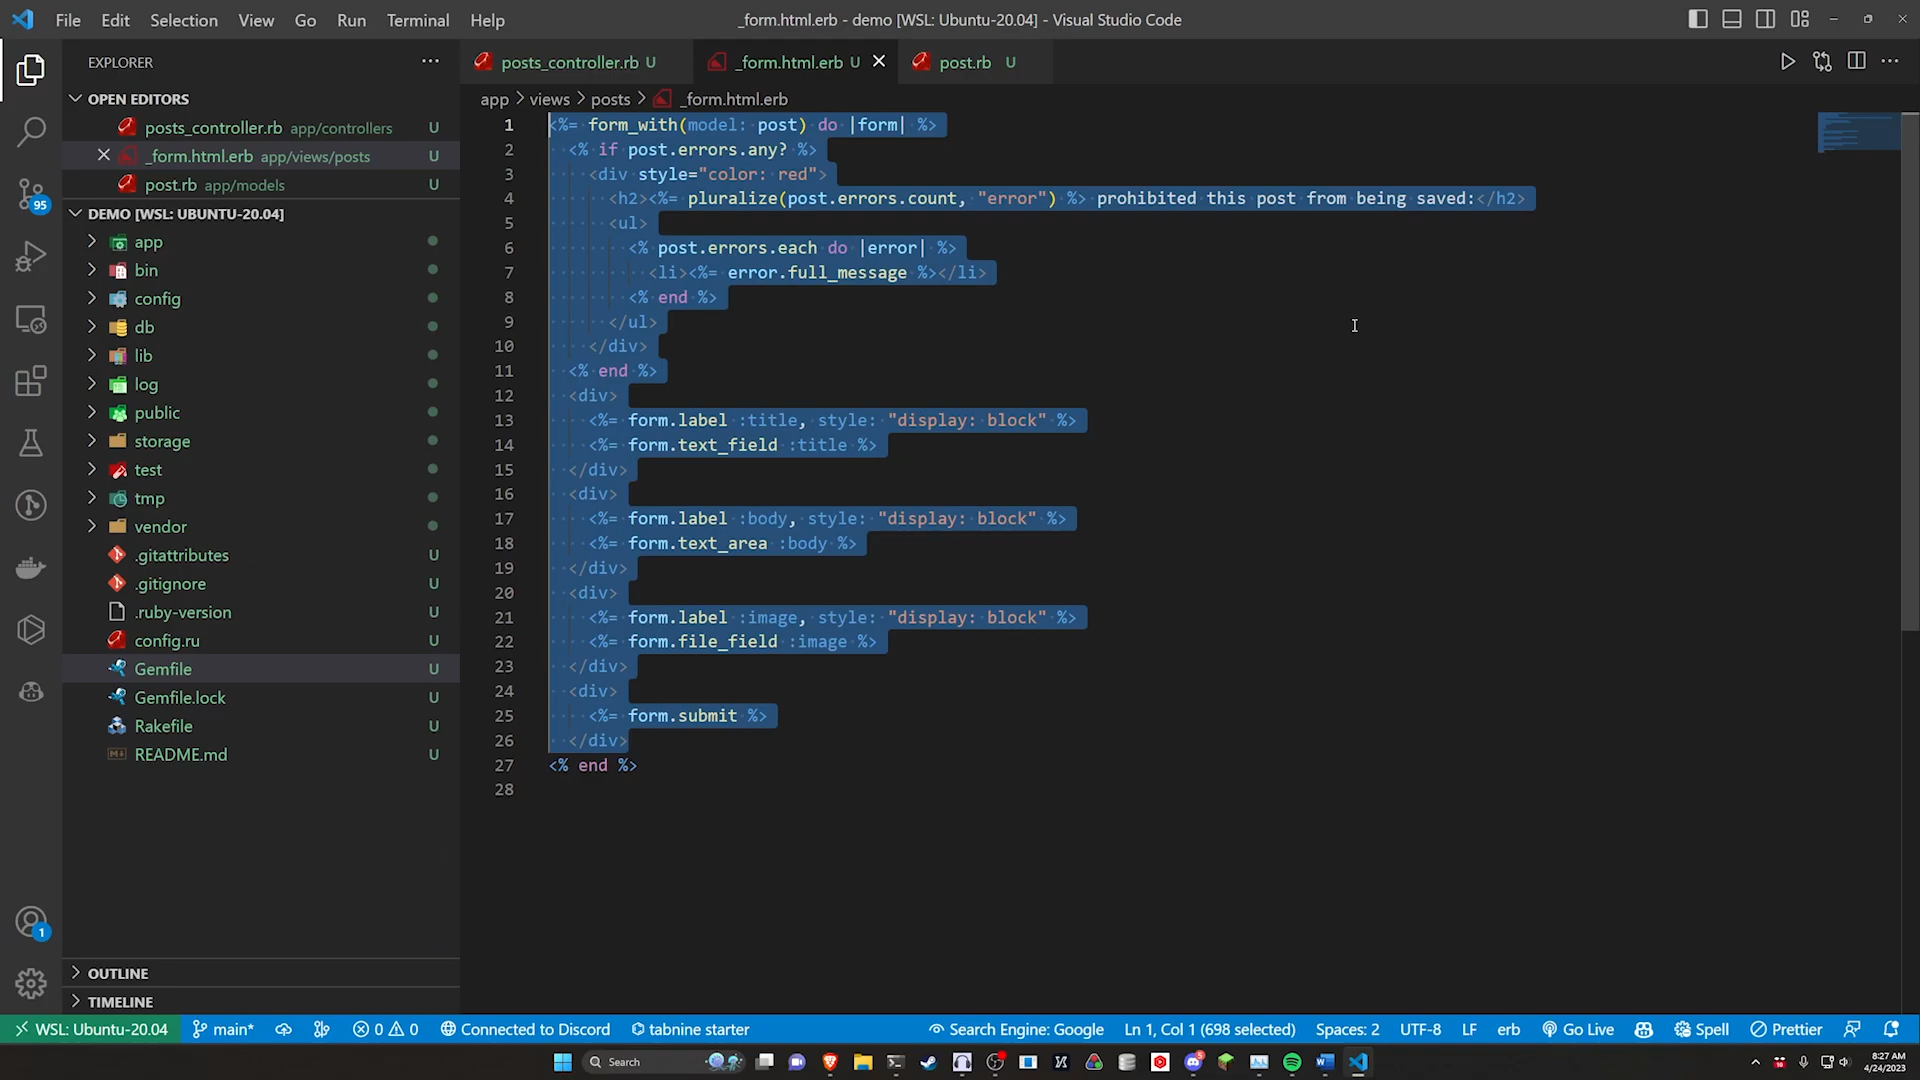 File Edit Selection View Go Run Terminal Help
_form.html.erb - demo [WSL: Ubuntu-20.04] - Visual Studio Code
EXPLORER
OPEN EDITORS
posts_controller.rb app/controllers U
_form.html.erb app/views/posts U
post.rb app/models U
DEMO [WSL: UBUNTU-20.04]
app
bin
config
db
lib
log
public
storage
test
tmp
vendor
.gitattributes U
.gitignore U
.ruby-version U
config.ru U
Gemfile U
Gemfile.lock U
Rakefile U
README.md U
OUTLINE
TIMELINE
95
1
posts_controller.rb U
_form.html.erb U
post.rb U
app > views > posts > _form.html.erb
1 <%= form_with(model: post) do |form| %>
2 <% if post.errors.any? %>
3 <div style="color: red">
4 <h2><%= pluralize(post.errors.count, "error") %> prohibited this post from being saved:</h2>
5 <ul>
6 <% post.errors.each do |error| %>
7 <li><%= error.full_message %></li>
8 <% end %>
9 </ul>
10 </div>
11 <% end %>
12 <div>
13 <%= form.label :title, style: "display: block" %>
14 <%= form.text_field :title %>
15 </div>
16 <div>
17 <%= form.label :body, style: "display: block" %>
18 <%= form.text_area :body %>
19 </div>
20 <div>
21 <%= form.label :image, style: "display: block" %>
22 <%= form.file_field :image %>
23 </div>
24 <div>
25 <%= form.submit %>
26 </div>
27 <% end %>
28
WSL: Ubuntu-20.04 main* 0 0 Connected to Discord tabnine starter
Search Engine: Google Ln 1, Col 1 (698 selected) Spaces: 2 UTF-8 LF erb Go Live Spell Prettier
Search
8:27 AM
4/24/2023